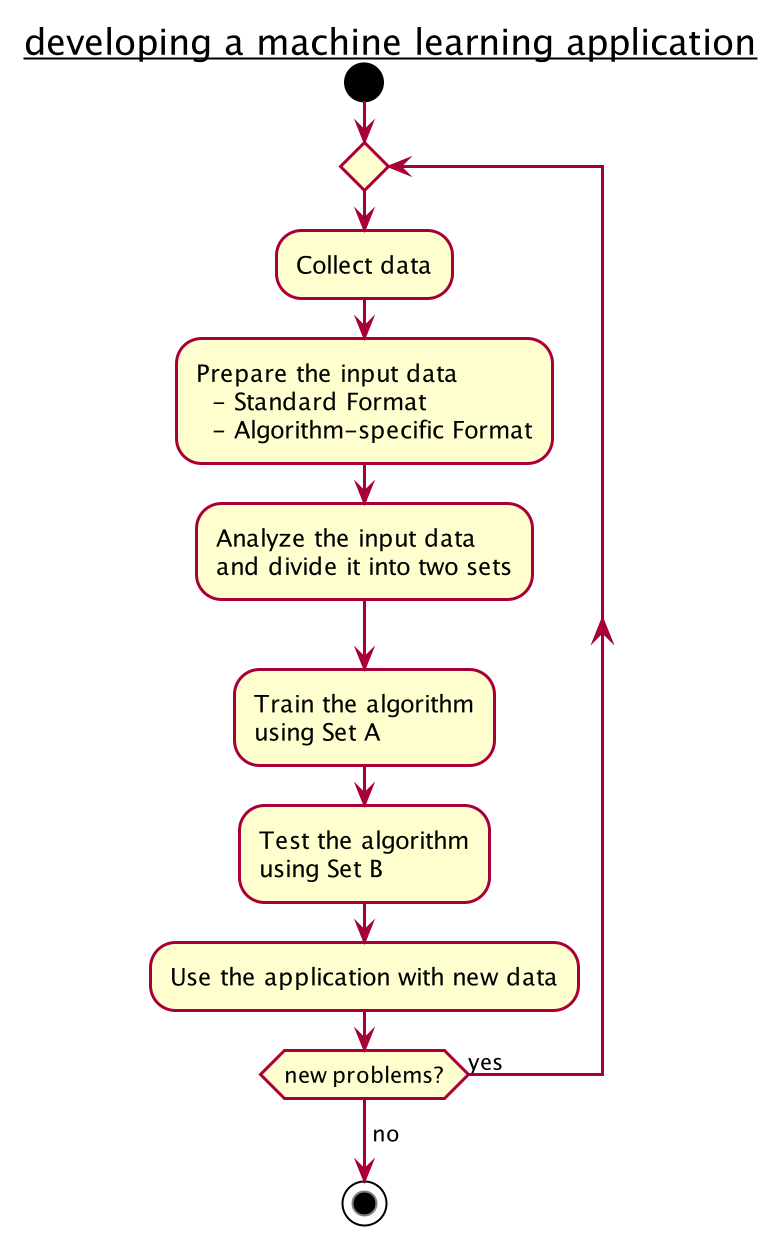 developing a machine learning application
Collect data
Prepare the input data
- Standard Format
- Algorithm-specific Format
Analyze the input data
and divide it into two sets
Train the algorithm
using Set A
Test the algorithm
using Set B
Use the application with new data
new problems?
yes
no